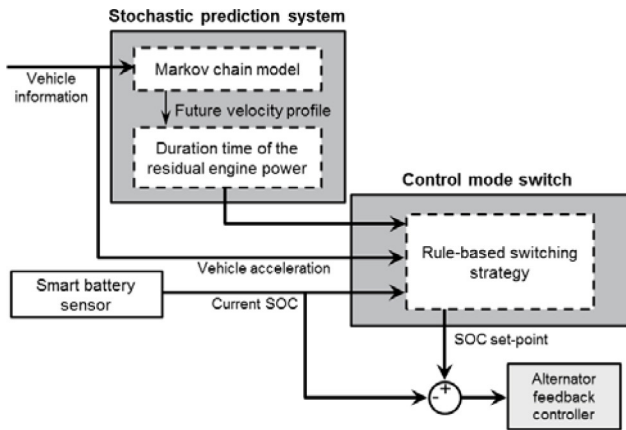 Stochastic prediction system
Markov chain model
Vehicle
information
Future velocity profile
Duration time of the
residual engine power
Control mode switch
Rule-based switching
strategy
Vehicle acceleration
Smart battery
sensor
Current SOC
SOC set-point
+
-
Alternator
feedback
controller